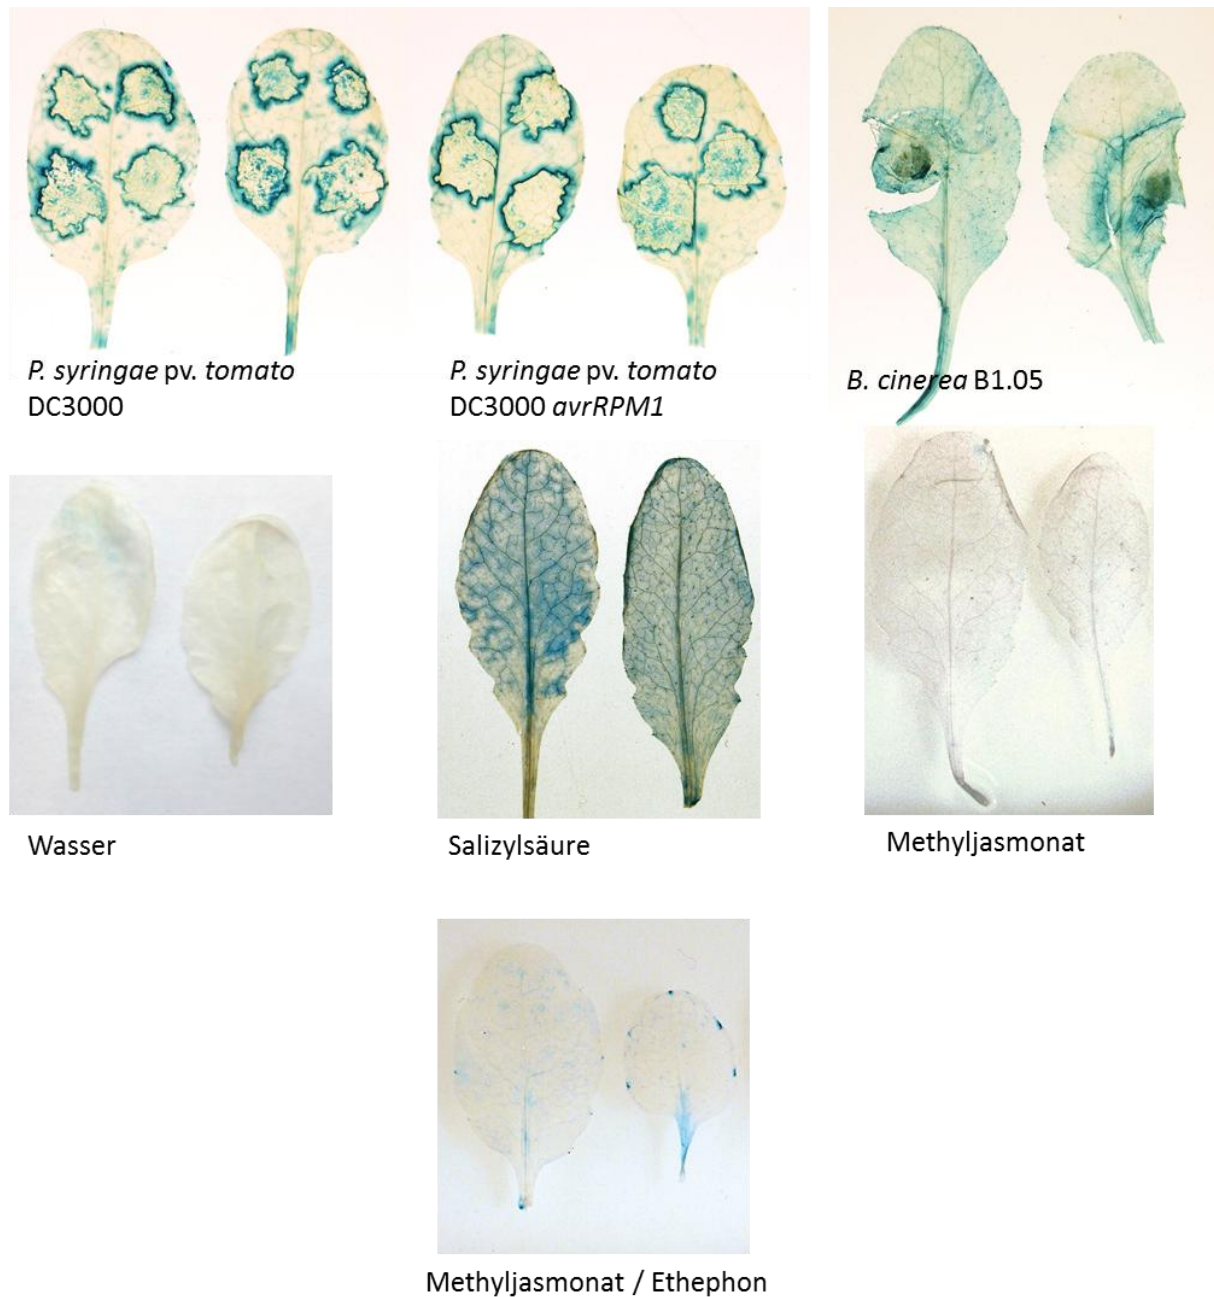 P. syringae pv. tomato
DC3000
P. syringae pv. tomato
DC3000 avrRPM1
B. cinerea B1.05
Wasser
Salizylsäure
Methyljasmonat
Methyljasmonat / Ethephon